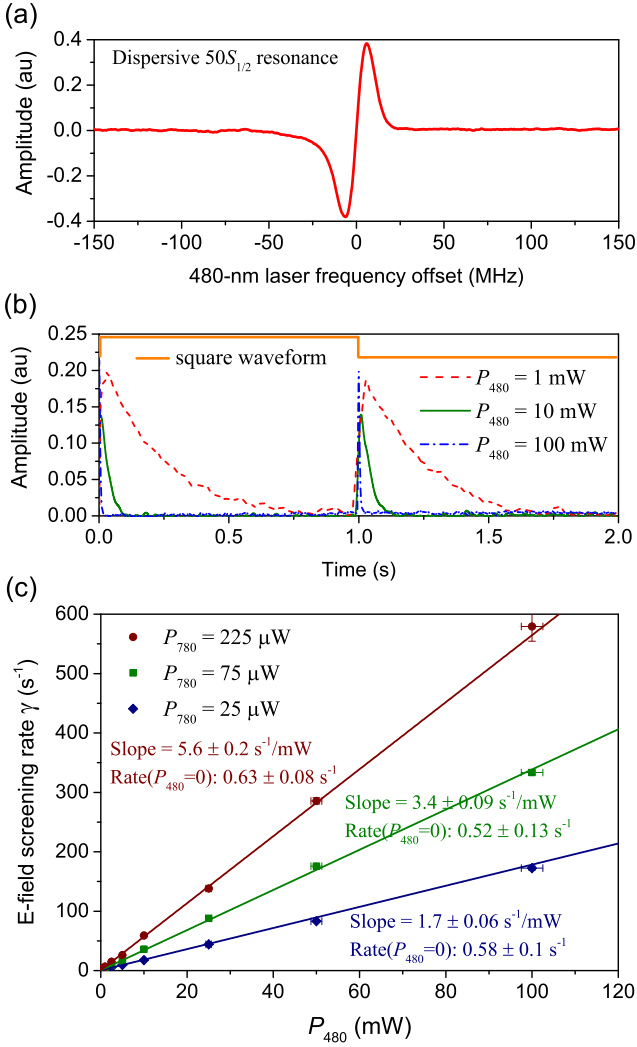 (a)
Dispersive 50S1/2 resonance
Amplitude (au)
0.4
0.2
0.0
-0.2
-0.4
-150 -100 -50 0 50 100 150
480-nm laser frequency offset (MHz)
(b)
Amplitude (au)
0.25
0.20
0.15
0.10
0.05
0.00
square waveform
P480 = 1 mW
P480 = 10 mW
P480 = 100 mW
0.0 0.5 1.0 1.5 2.0
Time (s)
(c)
E-field screening rate γ (s-1)
600
500
400
300
200
100
0
P780 = 225 μW
P780 = 75 μW
P780 = 25 μW
Slope = 5.6 ± 0.2 s-1/mW
Rate(P480=0): 0.63 ± 0.08 s-1
Slope = 3.4 ± 0.09 s-1/mW
Rate(P480=0): 0.52 ± 0.13 s-1
Slope = 1.7 ± 0.06 s-1/mW
Rate(P480=0): 0.58 ± 0.1 s-1
0 20 40 60 80 100 120
P480 (mW)